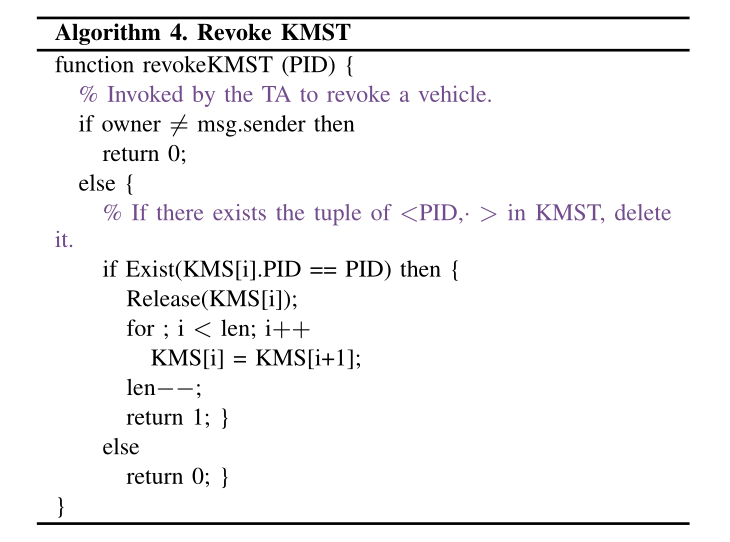 Algorithm 4. Revoke KMST
function revokeKMST (PID) {
% Invoked by the TA to revoke a vehicle.
if owner ≠ msg.sender then
return 0;
else {
% If there exists the tuple of <PID,· > in KMST, delete
it.
if Exist(KMS[i].PID == PID) then {
Release(KMS[i]);
for ; i < len; i++
KMS[i] = KMS[i+1];
len−−;
return 1; }
else
return 0; }
}